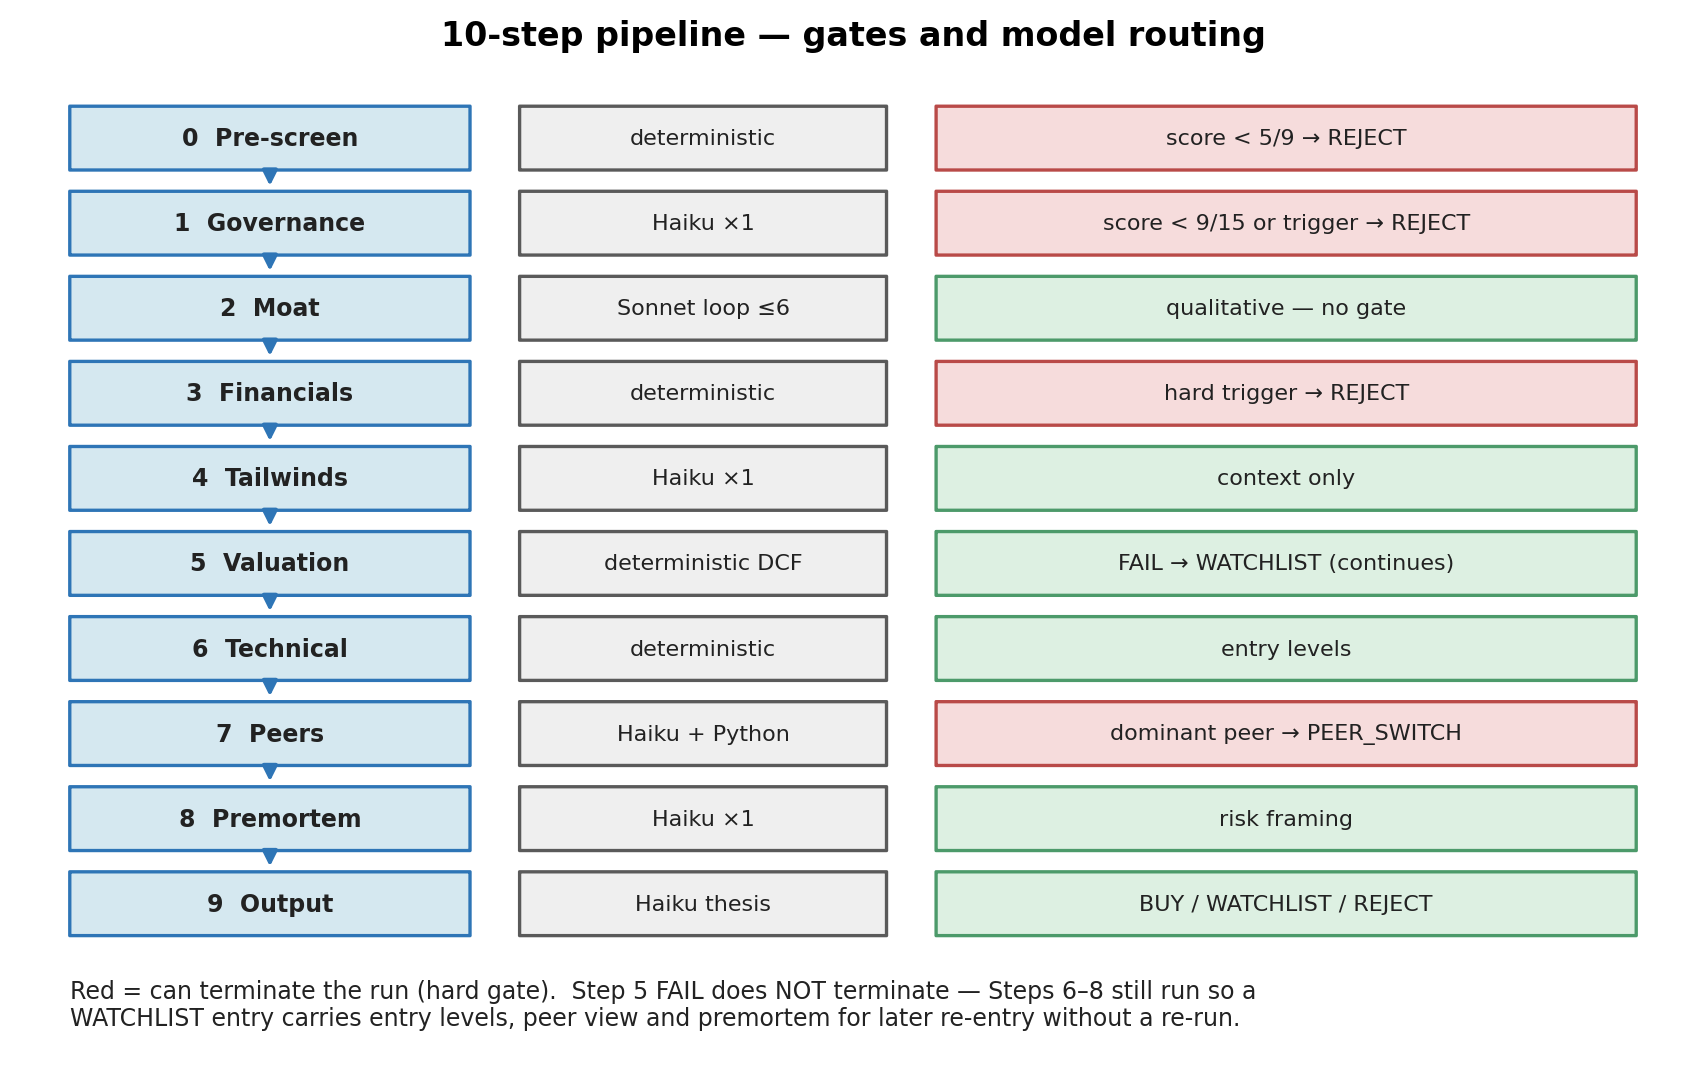 10-step pipeline — gates and model routing
0  Pre-screen
deterministic
score < 5/9 → REJECT
1  Governance
Haiku ×1
score < 9/15 or trigger → REJECT
2  Moat
Sonnet loop ≤6
qualitative — no gate
3  Financials
deterministic
hard trigger → REJECT
4  Tailwinds
Haiku ×1
context only
5  Valuation
deterministic DCF
FAIL → WATCHLIST (continues)
6  Technical
deterministic
entry levels
7  Peers
Haiku + Python
dominant peer → PEER_SWITCH
8  Premortem
Haiku ×1
risk framing
9  Output
Haiku thesis
BUY / WATCHLIST / REJECT
Red = can terminate the run (hard gate).  Step 5 FAIL does NOT terminate — Steps 6–8 still run so a
WATCHLIST entry carries entry levels, peer view and premortem for later re-entry without a re-run.